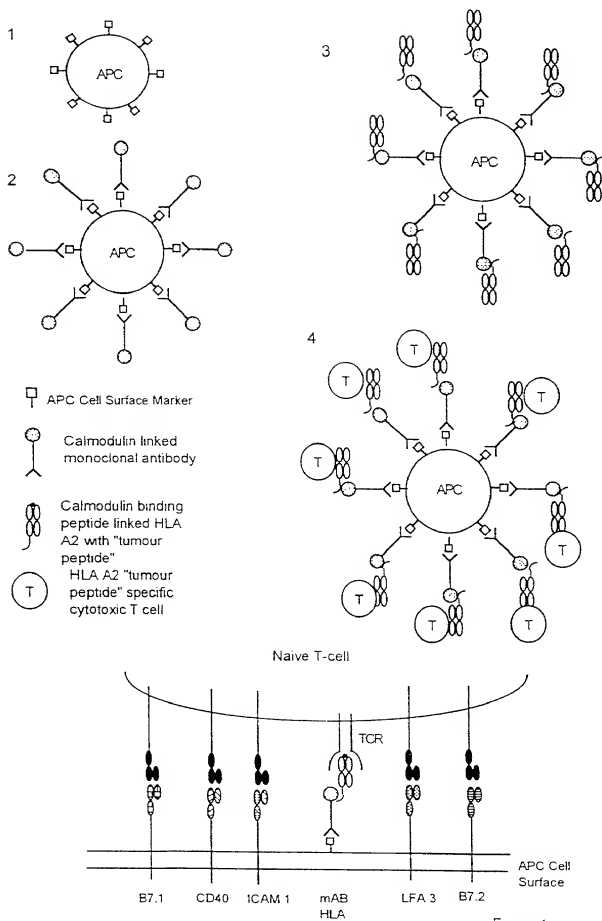 1
APC
2
APC
3
APC
4
T
T
T
T
T
T
T
T
APC
APC Cell Surface Marker
Calmodulin linked
monoclonal antibody
Calmodulin binding
peptide linked HLA
A2 with "tumour
peptide"
T
HLA A2 "tumour
peptide" specific
cytotoxic T cell
Naive T-cell
TCR
APC Cell
Surface
B7.1
CD40
ICAM 1
mAB
HLA
LFA 3
B7.2